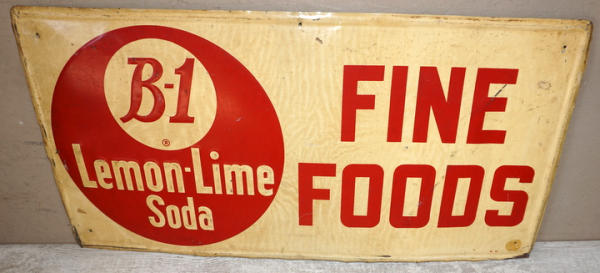 B-1
®
Lemon-Lime
Soda
FINE
FOODS